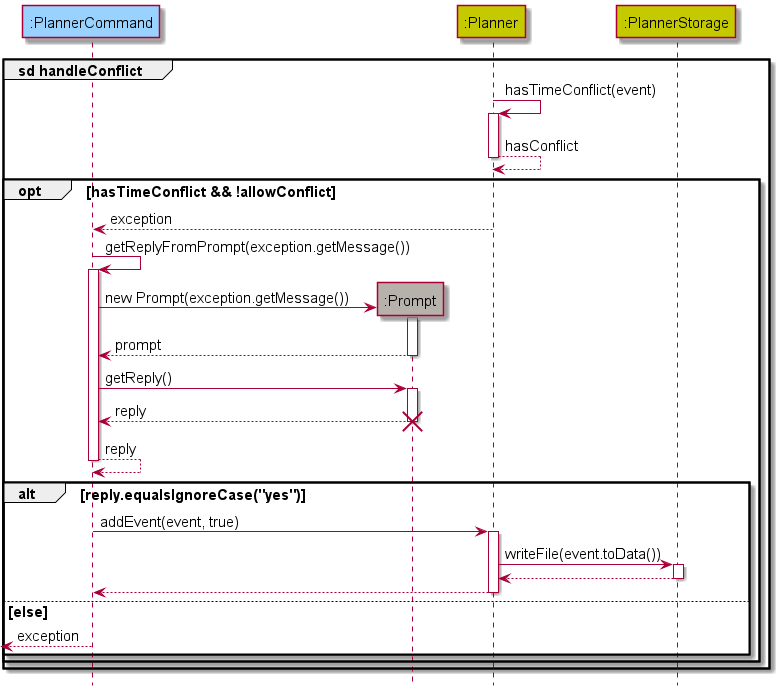 :PlannerCommand
:Planner
:PlannerStorage
sd handleConflict
hasTimeConflict(event)
hasConflict
opt
[hasTimeConflict && !allowConflict]
exception
getReplyFromPrompt(exception.getMessage())
new Prompt(exception.getMessage())
:Prompt
prompt
getReply()
reply
reply
alt
[reply.equalsIgnoreCase("yes")]
addEvent(event, true)
writeFile(event.toData())
[else]
exception